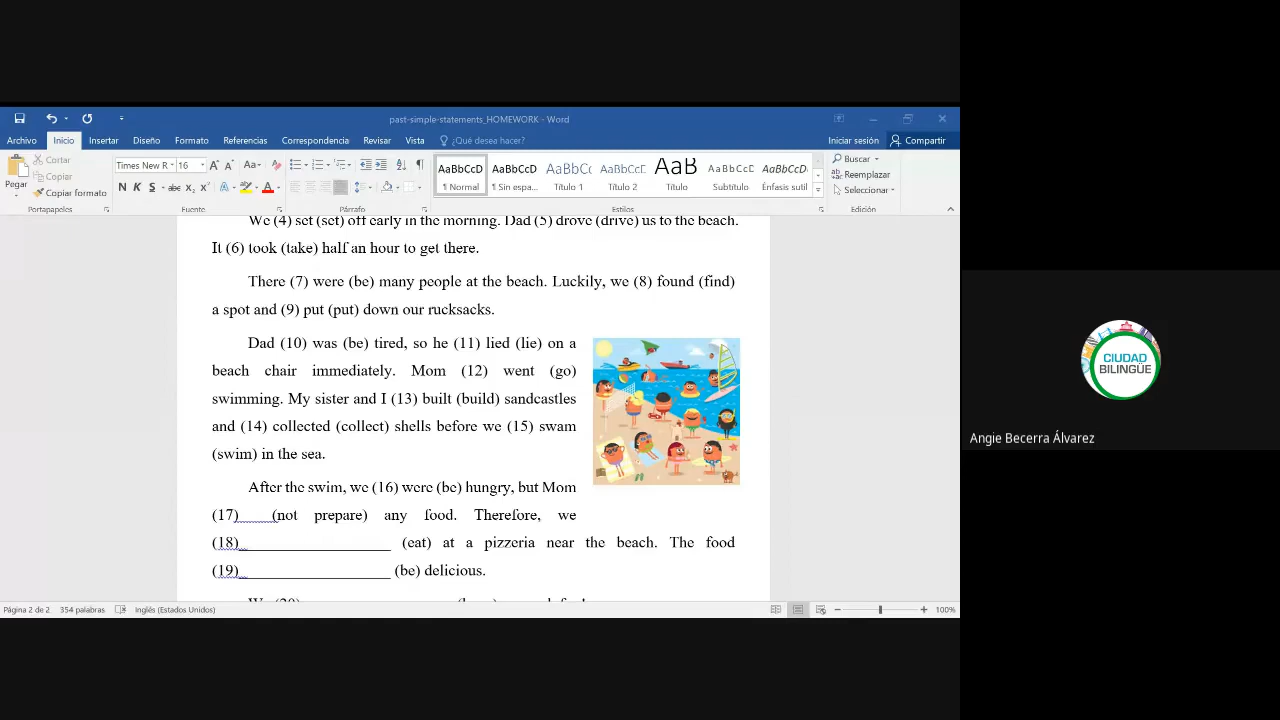 past-simple-statements_HOMEWORK - Word
Archivo Inicio Insertar Diseño Formato Referencias Correspondencia Revisar Vista ¿Qué desea hacer? Iniciar sesión Compartir
Pegar
Cortar
Copiar
Copiar formato
Portapapeles
Times New R 16
Fuente
Párrafo
AaBbCcD AaBbCcD AaBbCc AaBbCcC AaB AaBbCcC AaBbCcD
¶ Normal ¶ Sin espa... Título 1 Título 2 Título Subtítulo Énfasis sutil
Estilos
Buscar
Reemplazar
Seleccionar
Edición
We (4) set (set) off early in the morning. Dad (5) drove (drive) us to the beach.
It (6) took (take) half an hour to get there.
There (7) were (be) many people at the beach. Luckily, we (8) found (find)
a spot and (9) put (put) down our rucksacks.
Dad (10) was (be) tired, so he (11) lied (lie) on a
beach chair immediately. Mom (12) went (go)
swimming. My sister and I (13) built (build) sandcastles
and (14) collected (collect) shells before we (15) swam
(swim) in the sea.
After the swim, we (16) were (be) hungry, but Mom
(17)____(not prepare) any food. Therefore, we
(18)____________________ (eat) at a pizzeria near the beach. The food
(19)____________________ (be) delicious.
Página 2 de 2 354 palabras Inglés (Estados Unidos) 100%
CIUDAD
BILINGÜE
Angie Becerra Álvarez